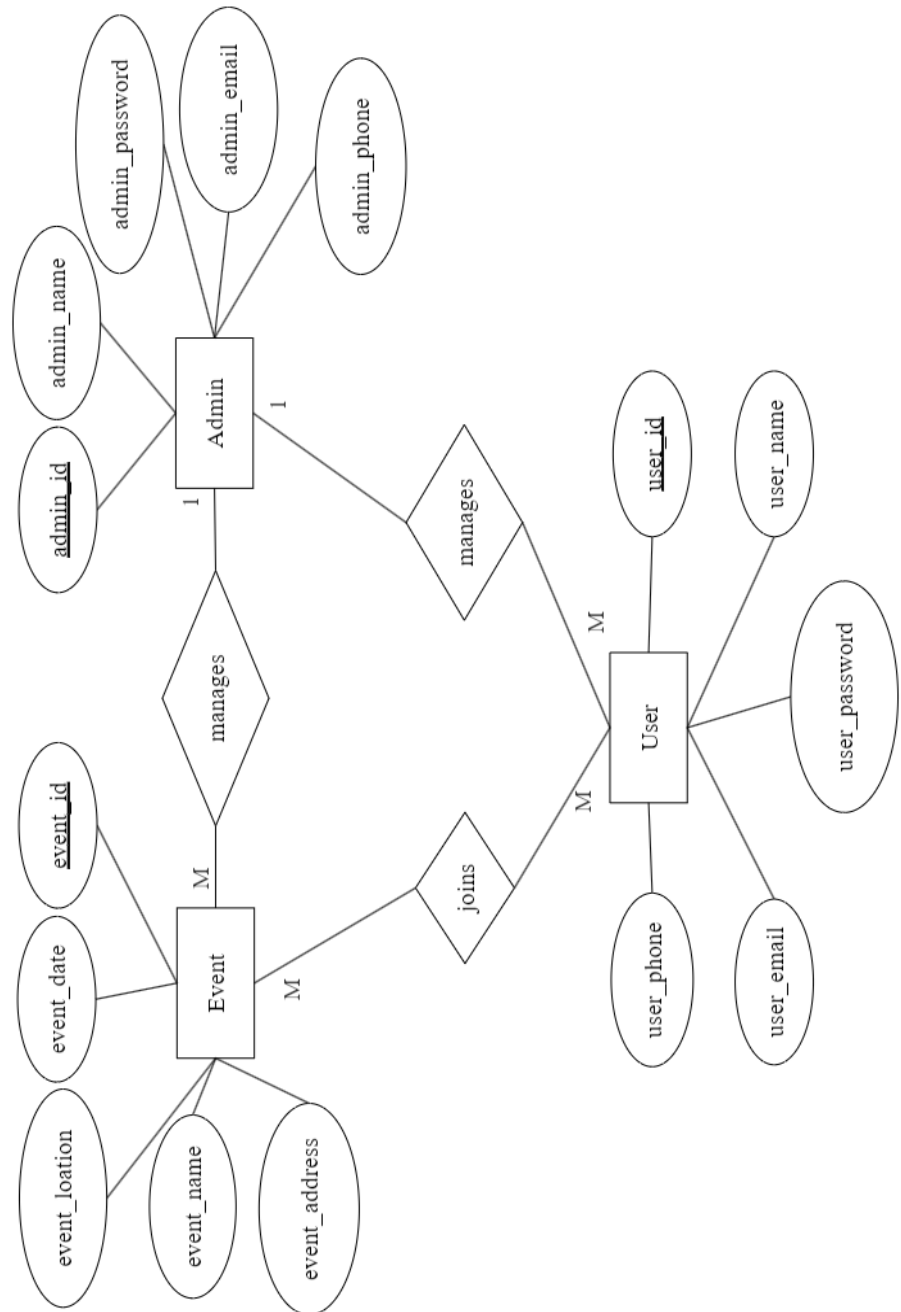 event_loation
event_date
event_id
admin_id
admin_name
admin_password
event_name
M
1
admin_email
Event
manages
Admin
event_address
M
1
admin_phone
joins
manages
M
M
user_phone
User
user_id
user_email
user_name
user_password